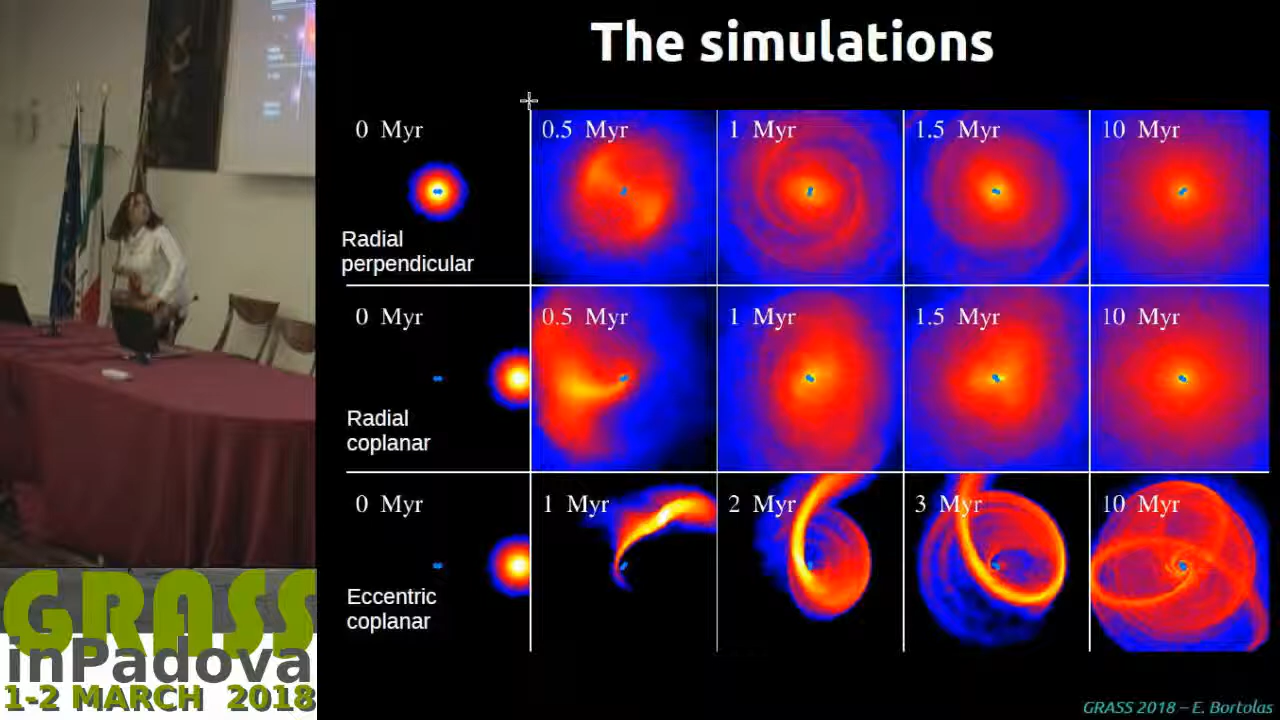 The simulations
0 Myr
0.5 Myr
1 Myr
1.5 Myr
10 Myr
Radial
perpendicular
0 Myr
0.5 Myr
1 Myr
1.5 Myr
10 Myr
Radial
coplanar
0 Myr
1 Myr
2 Myr
3 Myr
10 Myr
Eccentric
coplanar
GRASS
inPadova
1-2 MARCH 2018
GRASS 2018 – E. Bortolas